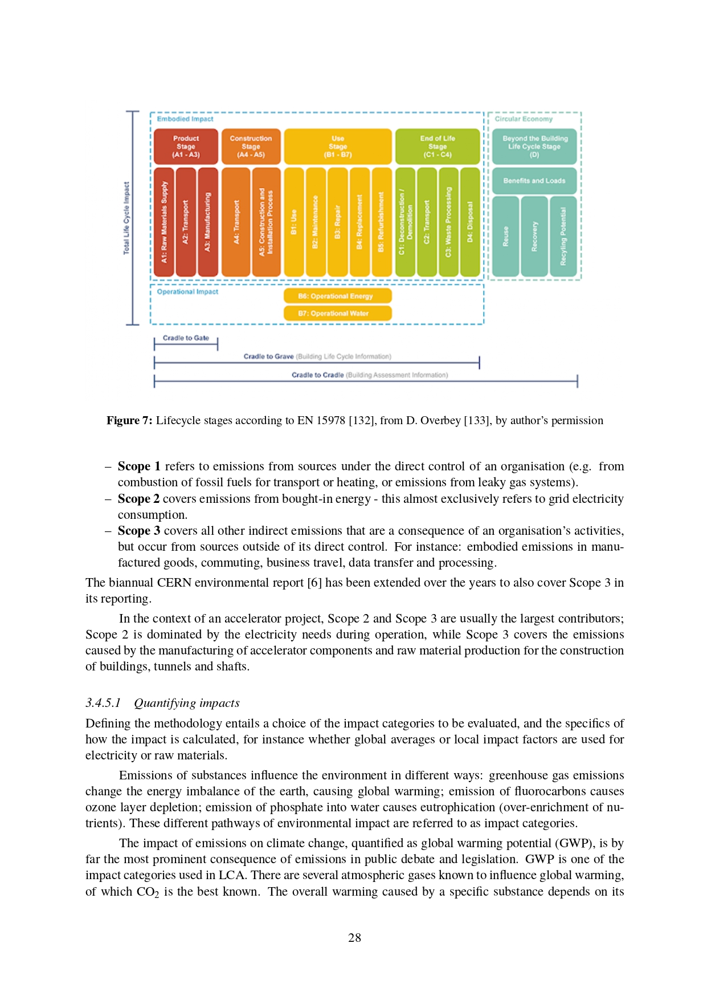 Embodied Impact
Circular Economy
Product
Stage
(A1 - A3)
Construction
Stage
(A4 - A5)
Use
Stage
(B1 - B7)
End of Life
Stage
(C1 - C4)
Beyond the Building
Life Cycle Stage
(D)
Benefits and Loads
Total Life Cycle Impact
A1: Raw Materials Supply
A2: Transport
A3: Manufacturing
A4: Transport
A5: Construction and
Installation Process
B1: Use
B2: Maintenance
B3: Repair
B4: Replacement
B5: Refurbishment
C1: Deconstruction /
Demolition
C2: Transport
C3: Waste Processing
D4: Disposal
Reuse
Recovery
Recyling Potential
Operational Impact
B6: Operational Energy
B7: Operational Water
Cradle to Gate
Cradle to Grave (Building Life Cycle Information)
Cradle to Cradle (Building Assessment Information)
Figure 7: Lifecycle stages according to EN 15978 [132], from D. Overbey [133], by author's permission
– Scope 1 refers to emissions from sources under the direct control of an organisation (e.g. from
combustion of fossil fuels for transport or heating, or emissions from leaky gas systems).
– Scope 2 covers emissions from bought-in energy - this almost exclusively refers to grid electricity
consumption.
– Scope 3 covers all other indirect emissions that are a consequence of an organisation's activities,
but occur from sources outside of its direct control. For instance: embodied emissions in manu-
factured goods, commuting, business travel, data transfer and processing.
The biannual CERN environmental report [6] has been extended over the years to also cover Scope 3 in
its reporting.
In the context of an accelerator project, Scope 2 and Scope 3 are usually the largest contributors;
Scope 2 is dominated by the electricity needs during operation, while Scope 3 covers the emissions
caused by the manufacturing of accelerator components and raw material production for the construction
of buildings, tunnels and shafts.
3.4.5.1 Quantifying impacts
Defining the methodology entails a choice of the impact categories to be evaluated, and the specifics of
how the impact is calculated, for instance whether global averages or local impact factors are used for
electricity or raw materials.
Emissions of substances influence the environment in different ways: greenhouse gas emissions
change the energy imbalance of the earth, causing global warming; emission of fluorocarbons causes
ozone layer depletion; emission of phosphate into water causes eutrophication (over-enrichment of nu-
trients). These different pathways of environmental impact are referred to as impact categories.
The impact of emissions on climate change, quantified as global warming potential (GWP), is by
far the most prominent consequence of emissions in public debate and legislation. GWP is one of the
impact categories used in LCA. There are several atmospheric gases known to influence global warming,
of which CO2 is the best known. The overall warming caused by a specific substance depends on its
28